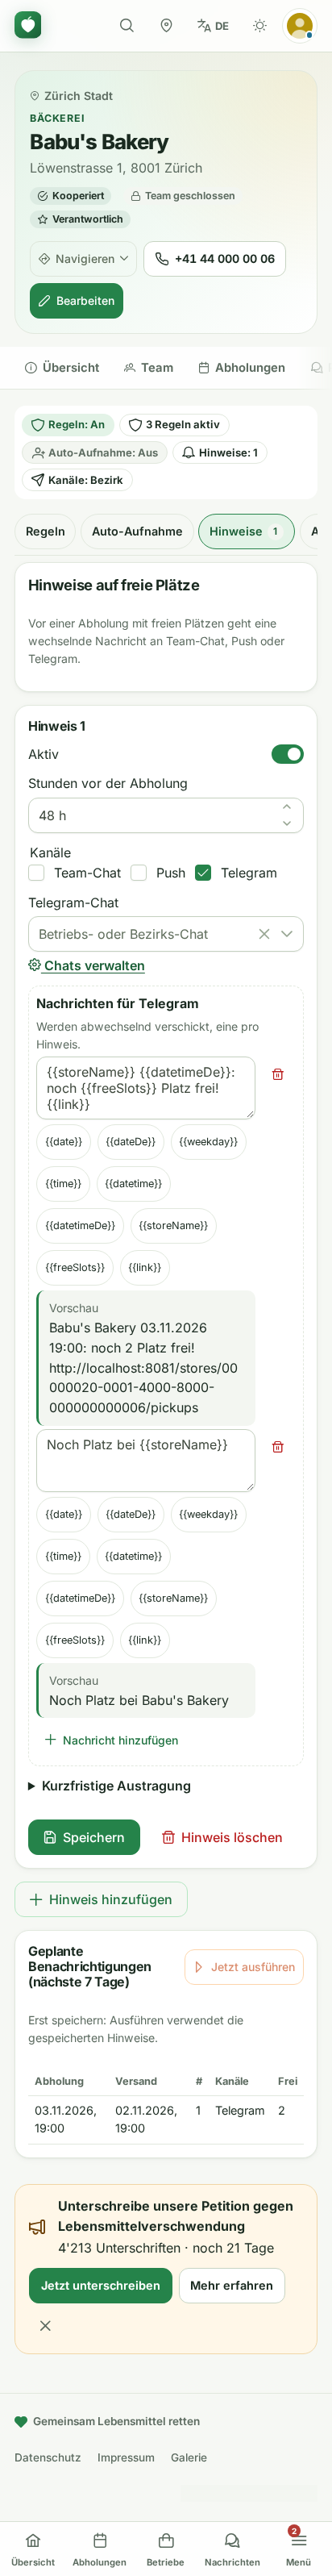 DE
Zürich Stadt
BÄCKEREI
Babu's Bakery
Löwenstrasse 1, 8001 Zürich
Kooperiert
Team geschlossen
Verantwortlich
Navigieren
+41 44 000 00 06
Bearbeiten
Übersicht
Team
Abholungen
Regeln: An
3 Regeln aktiv
Auto-Aufnahme: Aus
Hinweise: 1
Kanäle: Bezirk
Regeln
Auto-Aufnahme
Hinweise 1
Hinweise auf freie Plätze
Vor einer Abholung mit freien Plätzen geht eine
wechselnde Nachricht an Team-Chat, Push oder
Telegram.
Hinweis 1
Aktiv
Stunden vor der Abholung
48 h
Kanäle
Team-Chat
Push
Telegram
Telegram-Chat
Betriebs- oder Bezirks-Chat
Chats verwalten
Nachrichten für Telegram
Werden abwechselnd verschickt, eine pro
Hinweis.
{{storeName}} {{datetimeDe}}:
noch {{freeSlots}} Platz frei!
{{link}}
{{date}}
{{dateDe}}
{{weekday}}
{{time}}
{{datetime}}
{{datetimeDe}}
{{storeName}}
{{freeSlots}}
{{link}}
Vorschau
Babu's Bakery 03.11.2026
19:00: noch 2 Platz frei!
http://localhost:8081/stores/00
000020-0001-4000-8000-
000000000006/pickups
Noch Platz bei {{storeName}}
{{date}}
{{dateDe}}
{{weekday}}
{{time}}
{{datetime}}
{{datetimeDe}}
{{storeName}}
{{freeSlots}}
{{link}}
Vorschau
Noch Platz bei Babu's Bakery
Nachricht hinzufügen
Kurzfristige Austragung
Speichern
Hinweis löschen
Hinweis hinzufügen
Geplante
Benachrichtigungen
(nächste 7 Tage)
Jetzt ausführen
Erst speichern: Ausführen verwendet die
gespeicherten Hinweise.
Abholung Versand # Kanäle Frei
03.11.2026, 02.11.2026, 1 Telegram 2
19:00 19:00
Unterschreibe unsere Petition gegen
Lebensmittelverschwendung
4'213 Unterschriften · noch 21 Tage
Jetzt unterschreiben
Mehr erfahren
Gemeinsam Lebensmittel retten
Datenschutz
Impressum
Galerie
2
Übersicht
Abholungen
Betriebe
Nachrichten
Menü